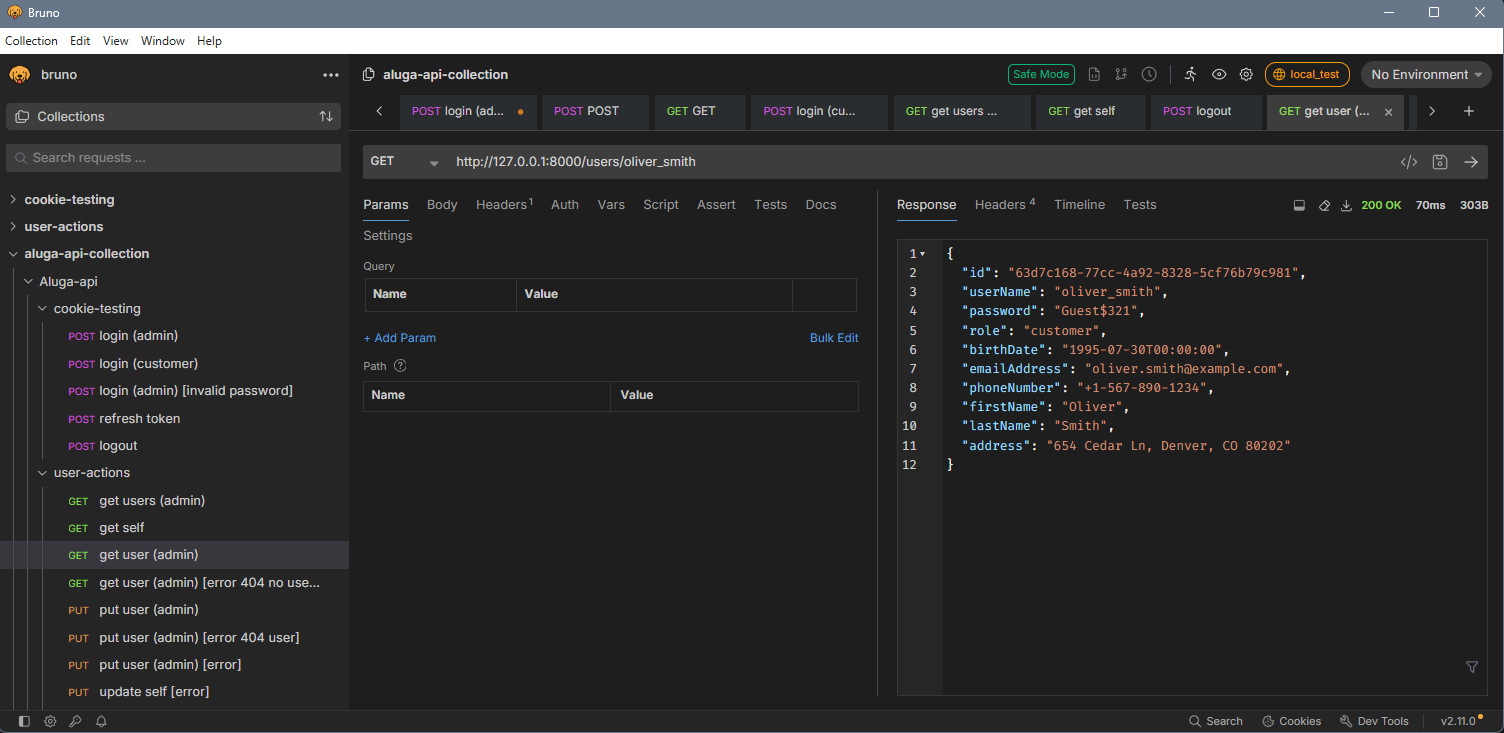 Bruno
Collection Edit View Window Help
bruno
aluga-api-collection
Safe Mode
local_test
No Environment
Collections
POST login (ad...
POST POST
GET GET
POST login (cu...
GET get users ...
GET get self
POST logout
GET get user (...
Search requests ...
GET
http://127.0.0.1:8000/users/oliver_smith
cookie-testing
user-actions
aluga-api-collection
Aluga-api
cookie-testing
POST login (admin)
POST login (customer)
POST login (admin) [invalid password]
POST refresh token
POST logout
user-actions
GET get users (admin)
GET get self
GET get user (admin)
GET get user (admin) [error 404 no use...
PUT put user (admin)
PUT put user (admin) [error 404 user]
PUT put user (admin) [error]
PUT update self [error]
Params Body Headers 1 Auth Vars Script Assert Tests Docs
Settings
Query
Name Value
+ Add Param Bulk Edit
Path ?
Name Value
Response Headers 4 Timeline Tests
200 OK 70ms 303B
1 {
2 "id": "63d7c168-77cc-4a92-8328-5cf76b79c981",
3 "userName": "oliver_smith",
4 "password": "Guest$321",
5 "role": "customer",
6 "birthDate": "1995-07-30T00:00:00",
7 "emailAddress": "oliver.smith@example.com",
8 "phoneNumber": "+1-567-890-1234",
9 "firstName": "Oliver",
10 "lastName": "Smith",
11 "address": "654 Cedar Ln, Denver, CO 80202"
12 }
Search Cookies Dev Tools v2.11.0